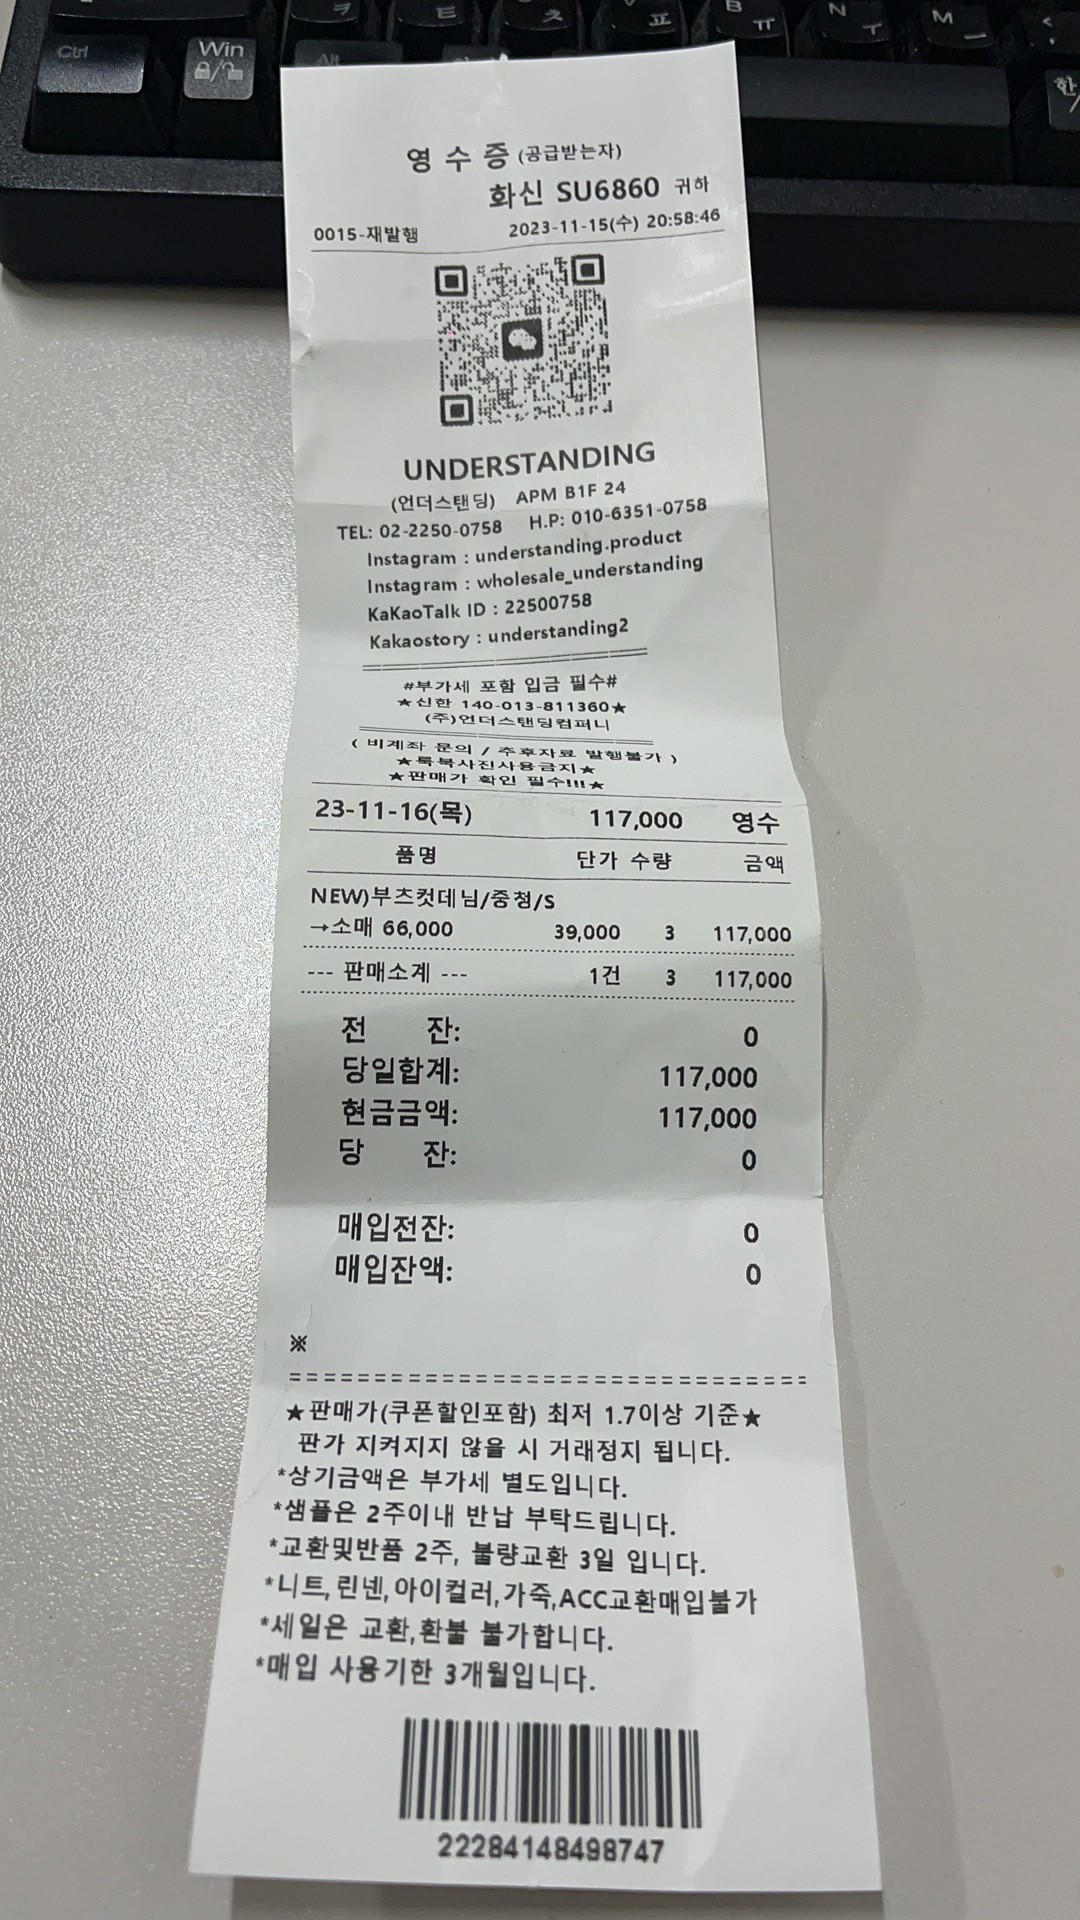 Ctrl
Win
ㅋ
ㅌ
ㅊ
ㅍ
B ㅠ
N ㅜ
M ㅡ
한/
영 수 증 (공급받는자)
화신 SU6860 귀하
0015-재발행 2023-11-15(수) 20:58:46
UNDERSTANDING
(언더스탠딩) APM B1F 24
TEL: 02-2250-0758 H.P: 010-6351-0758
Instagram : understanding.product
Instagram : wholesale_understanding
KaKaoTalk ID : 22500758
Kakaostory : understanding2
#부가세 포함 입금 필수#
★신한 140-013-811360★
(주)언더스탠딩컴퍼니
( 비계좌 문의 / 추후자료 발행불가 )
★룩북사진사용금지★
★판매가 확인 필수!!!★
23-11-16(목) 117,000 영수
품명 단가 수량 금액
NEW)부츠컷데님/중청/S
→소매 66,000 39,000 3 117,000
--- 판매소계 --- 1건 3 117,000
전 잔: 0
당일합계: 117,000
현금금액: 117,000
당 잔: 0
매입전잔: 0
매입잔액: 0
※
★판매가(쿠폰할인포함) 최저 1.7이상 기준★
판가 지켜지지 않을 시 거래정지 됩니다.
*상기금액은 부가세 별도입니다.
*샘플은 2주이내 반납 부탁드립니다.
*교환및반품 2주, 불량교환 3일 입니다.
*니트,린넨,아이컬러,가죽,ACC교환매입불가
*세일은 교환,환불 불가합니다.
*매입 사용기한 3개월입니다.
22284148498747